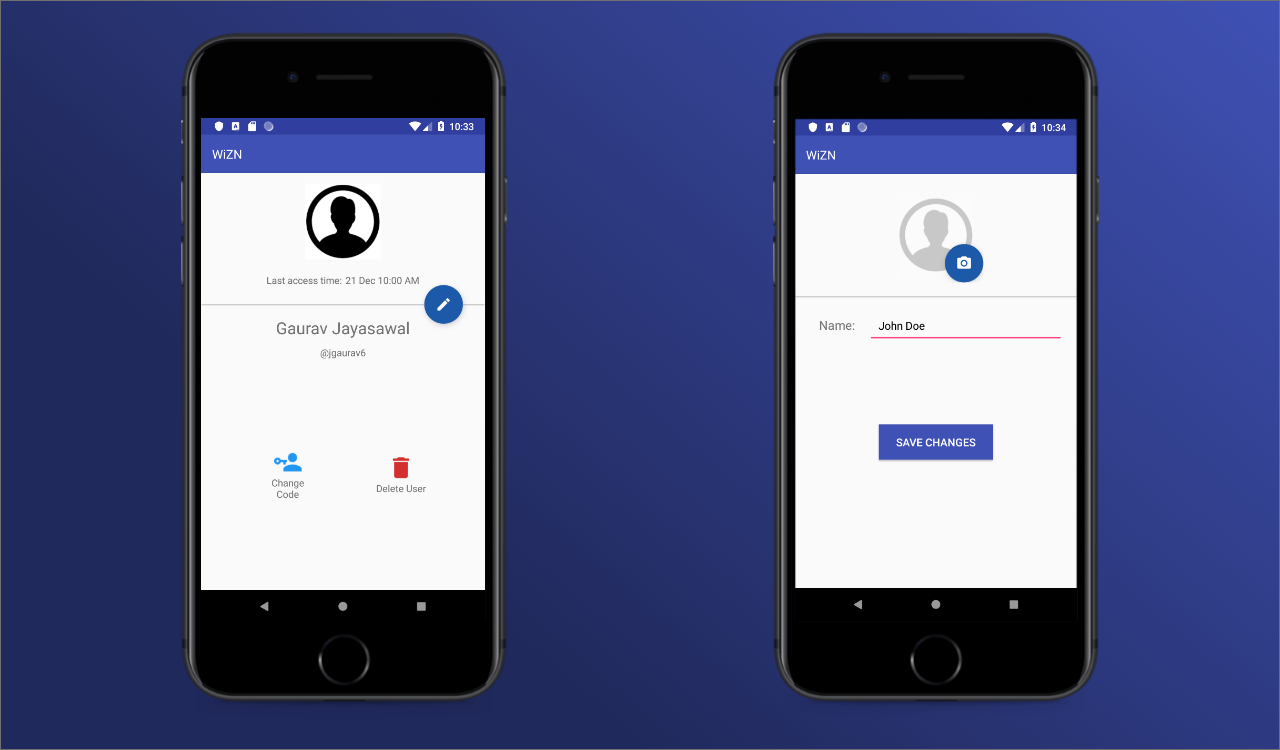 10:33
WiZN
Last access time: 21 Dec 10:00 AM
Gaurav Jayasawal
@jgaurav6
Change
Code
Delete User
10:34
WiZN
Name: John Doe
SAVE CHANGES